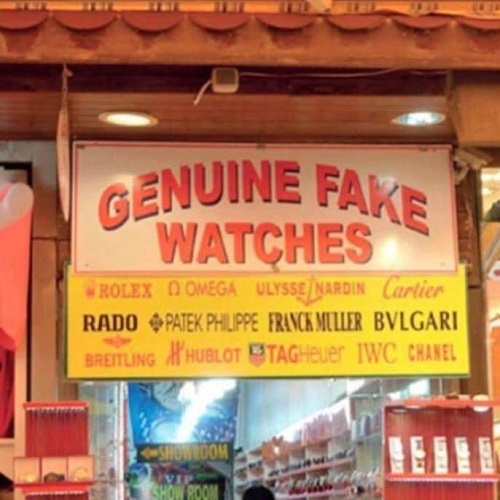 GENUINE FAKE
WATCHES
ROLEX Ω OMEGA ULYSSE NARDIN Cartier
RADO PATEK PHILIPPE FRANCK MULLER BVLGARI
BREITLING H HUBLOT TAGHeuer IWC CHANEL
SHOWROOM
VIP
SHOW ROOM